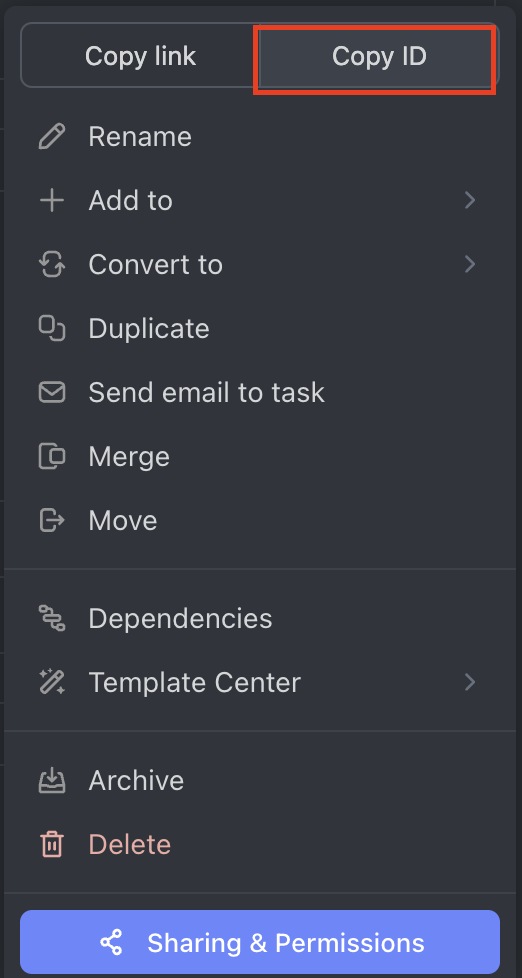 Copy link
Copy ID
Rename
Add to
Convert to
Duplicate
Send email to task
Merge
Move
Dependencies
Template Center
Archive
Delete
Sharing & Permissions